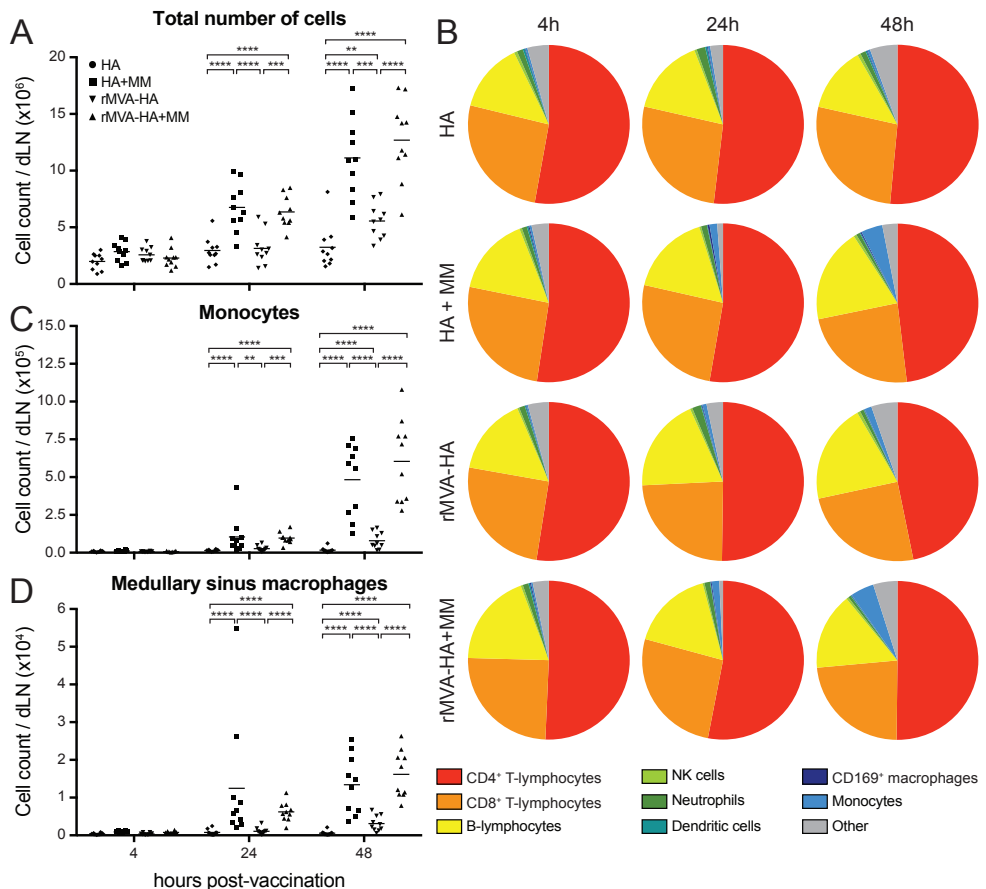 A
Total number of cells
Cell count / dLN (x10⁶)
20
15
10
5
0
HA
HA+MM
rMVA-HA
rMVA-HA+MM
****
**
****
****
****
***
****
***
****
B
4h
24h
48h
HA
HA + MM
rMVA-HA
rMVA-HA+MM
C
Monocytes
Cell count / dLN (x10⁵)
15.0
12.5
10.0
7.5
5.0
2.5
0.0
****
****
****
****
**
***
****
****
****
D
Medullary sinus macrophages
Cell count / dLN (x10⁴)
6
5
4
3
2
1
0
****
****
****
****
****
****
****
****
****
4
24
48
hours post-vaccination
CD4⁺ T-lymphocytes
CD8⁺ T-lymphocytes
B-lymphocytes
NK cells
Neutrophils
Dendritic cells
CD169⁺ macrophages
Monocytes
Other